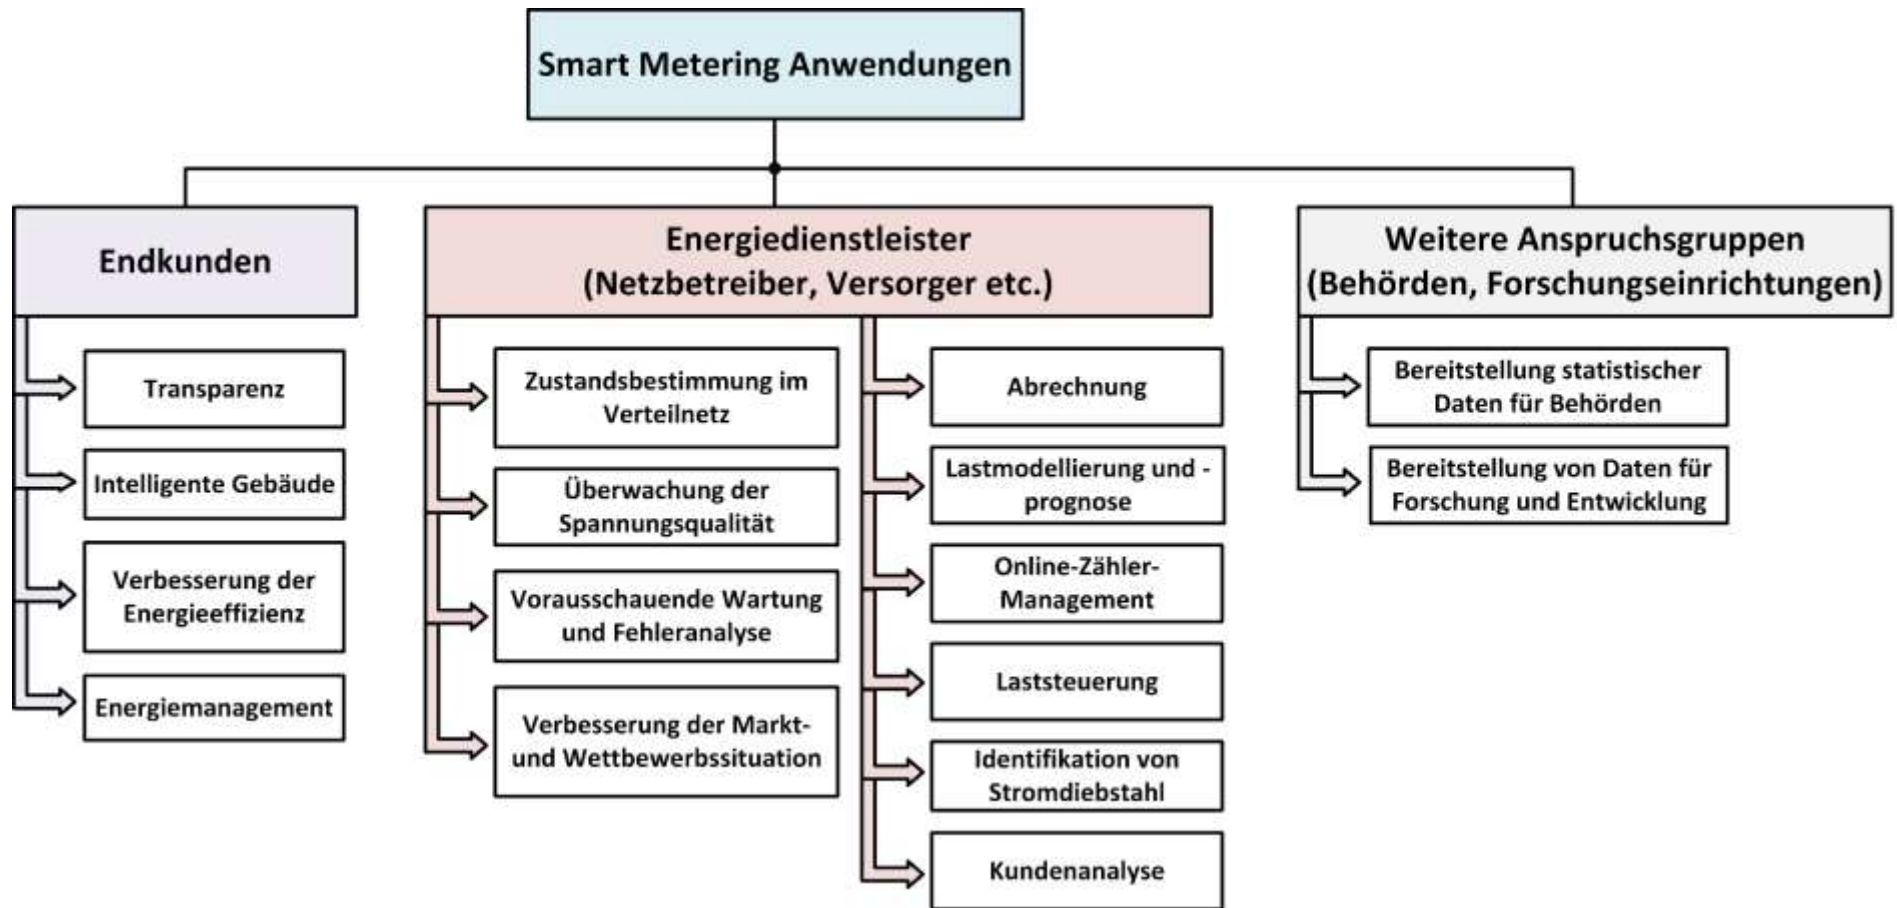 Smart Metering Anwendungen
Endkunden
Transparenz
Intelligente Gebäude
Verbesserung der
Energieeffizienz
Energiemanagement
Energiedienstleister
(Netzbetreiber, Versorger etc.)
Zustandsbestimmung im
Verteilnetz
Überwachung der
Spannungsqualität
Vorausschauende Wartung
und Fehleranalyse
Verbesserung der Markt-
und Wettbewerbssituation
Abrechnung
Lastmodellierung und -
prognose
Online-Zähler-
Management
Laststeuerung
Identifikation von
Stromdiebstahl
Kundenanalyse
Weitere Anspruchsgruppen
(Behörden, Forschungseinrichtungen)
Bereitstellung statistischer
Daten für Behörden
Bereitstellung von Daten für
Forschung und Entwicklung